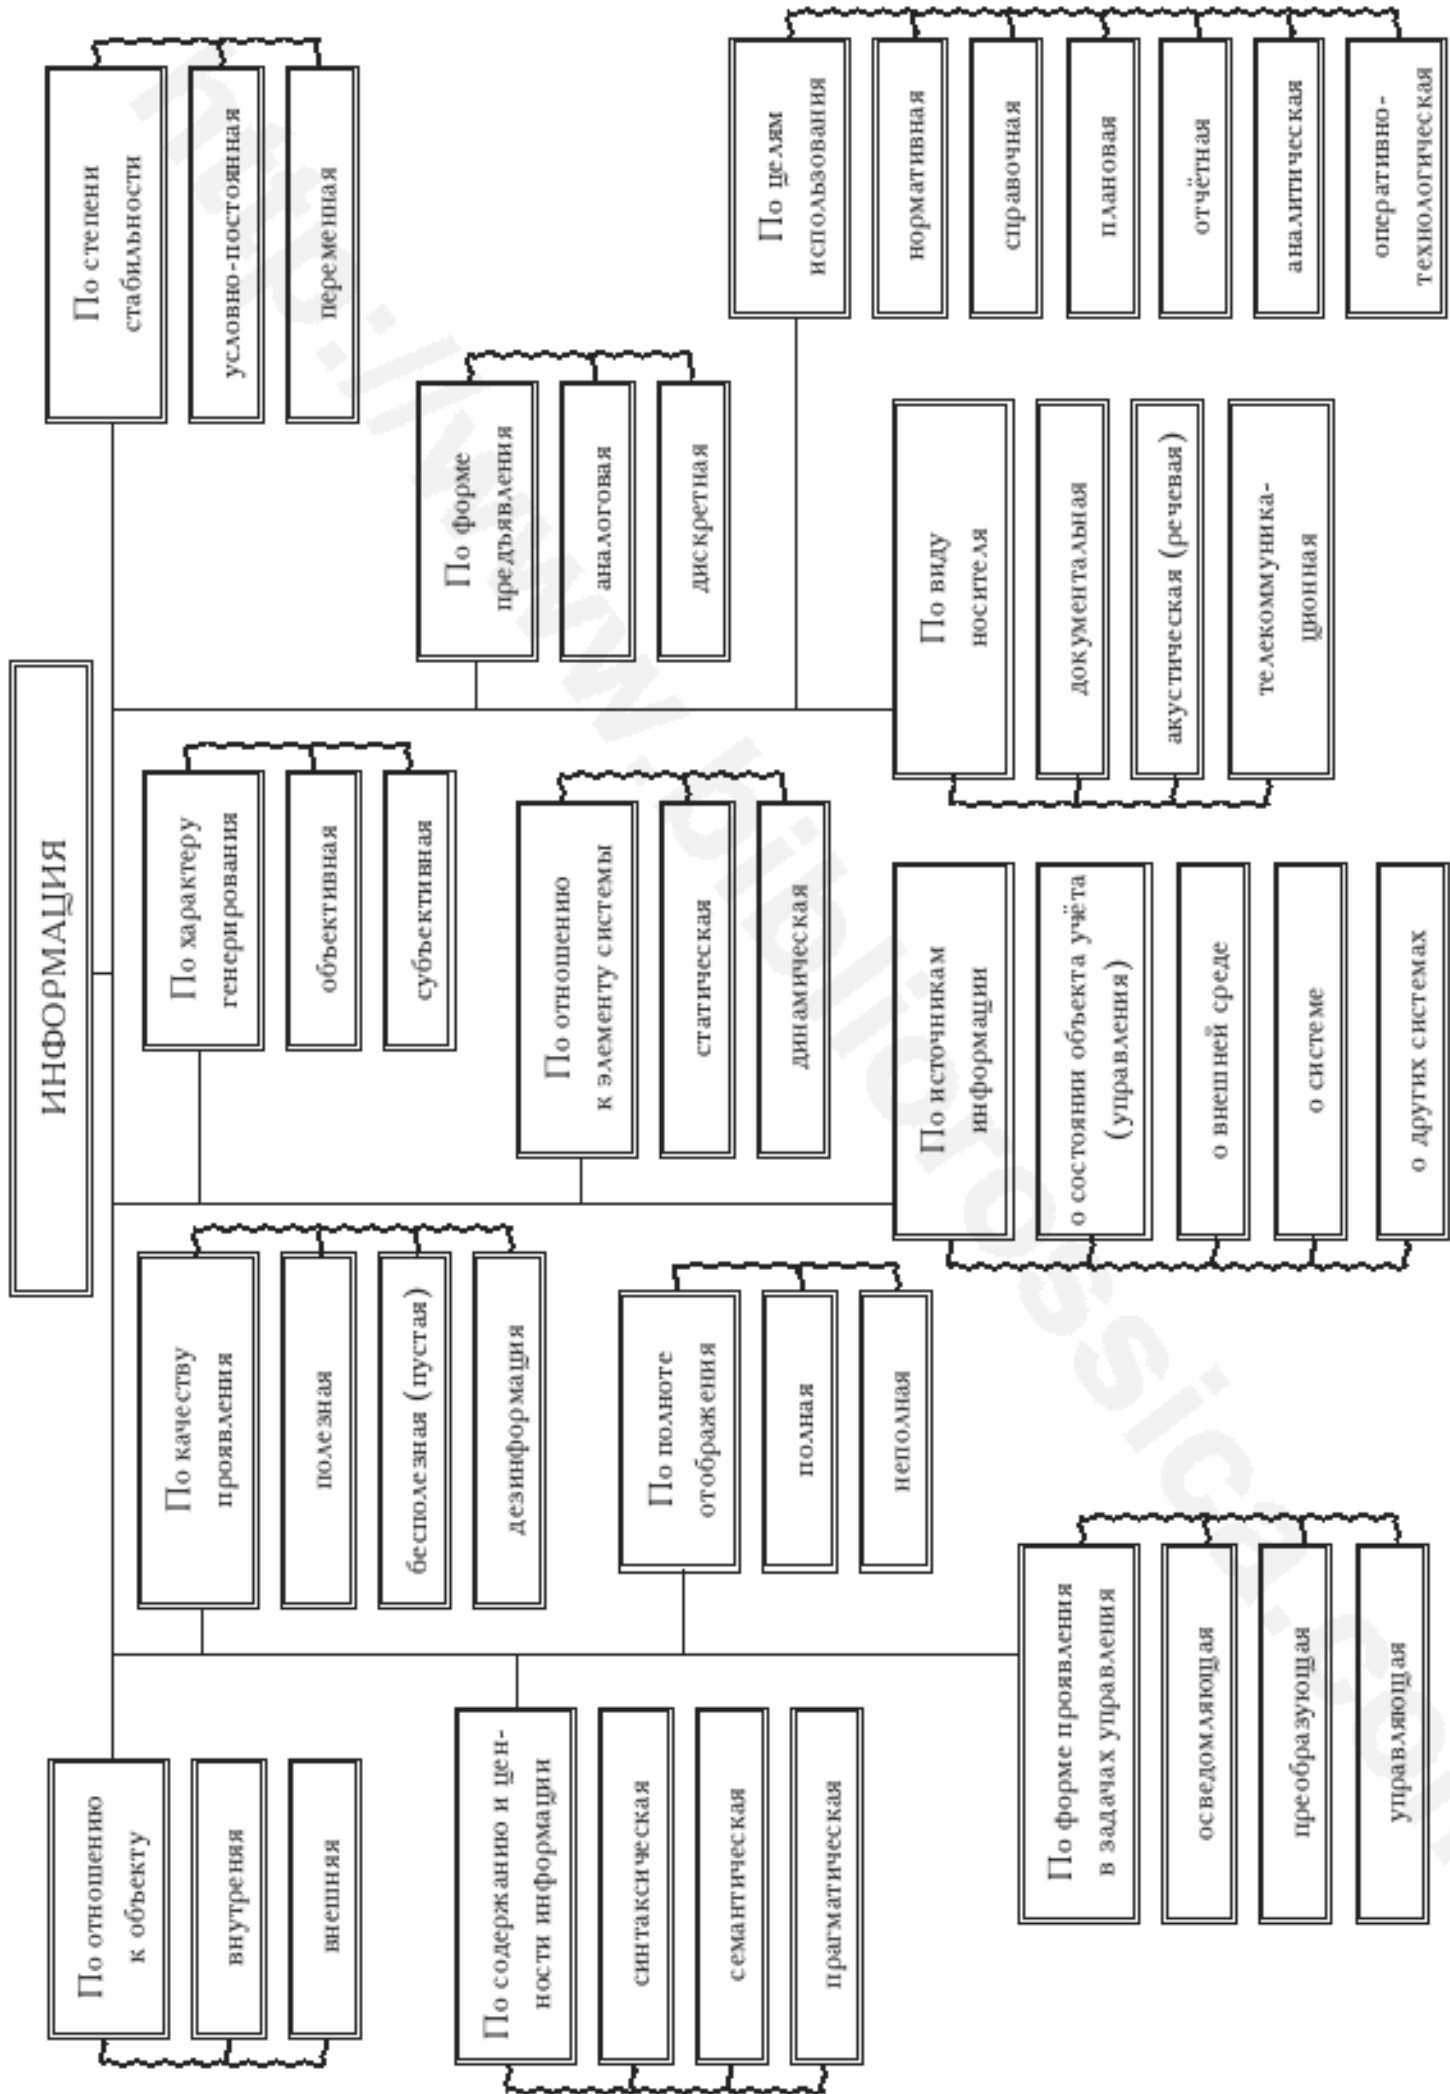 ИНФОРМАЦИЯ
По отношению
к объекту
внутреняя
внешняя
По содержанию и цен-
ности информации
синтаксическая
семантическая
прагматическая
По качеству
проявления
полезная
бесполезная (пустая)
дезинформация
По полноте
отображения
полная
неполная
По форме проявления
в задачах управления
осведомляющая
преобразующая
управляющая
По характеру
генерирования
объективная
субъективная
По отношению
к элементу системы
статическая
динамическая
По источникам
информации
о состоянии объекта учёта
(управления)
о внешней среде
о системе
о других системах
По степени
стабильности
условно-постоянная
переменная
По форме
предъявления
аналоговая
дискретная
По виду
носителя
документальная
акустическая (речевая)
телекоммуника-
ционная
По целям
использования
нормативная
справочная
плановая
отчётная
аналитическая
оперативно-
технологическая
http://www.bibliorossica.com